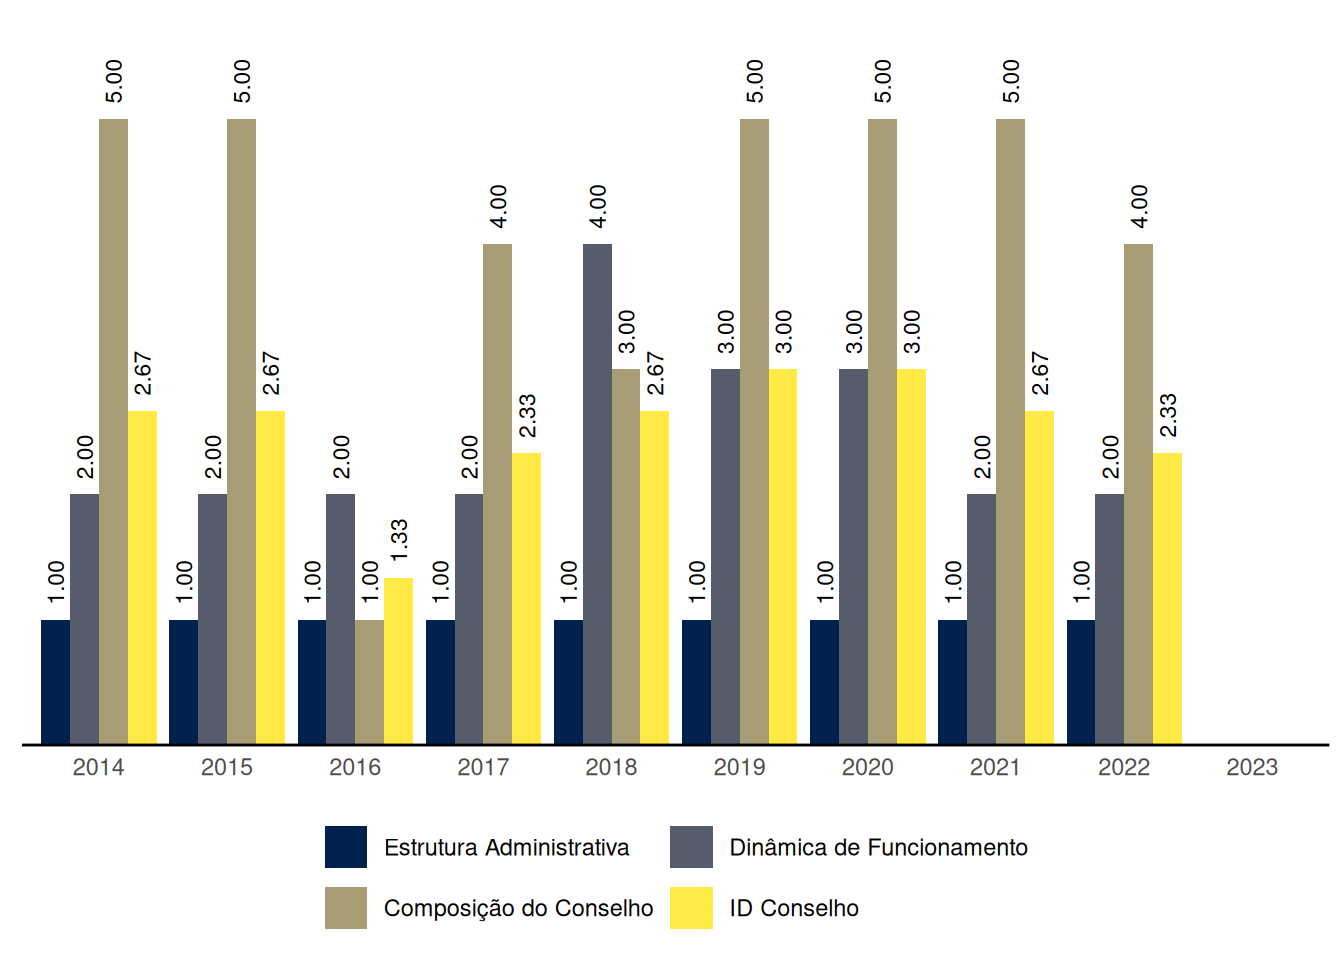 5.00 5.00 5.00 5.00 5.00
4.00 4.00 4.00
3.00 3.00 3.00 3.00 3.00
2.67 2.67 2.67 2.67
2.33 2.33
2.00 2.00 2.00 2.00 2.00 2.00
1.33
1.00 1.00 1.00 1.00 1.00 1.00 1.00 1.00 1.00 1.00
2014 2015 2016 2017 2018 2019 2020 2021 2022 2023
Estrutura Administrativa Dinâmica de Funcionamento
Composição do Conselho ID Conselho